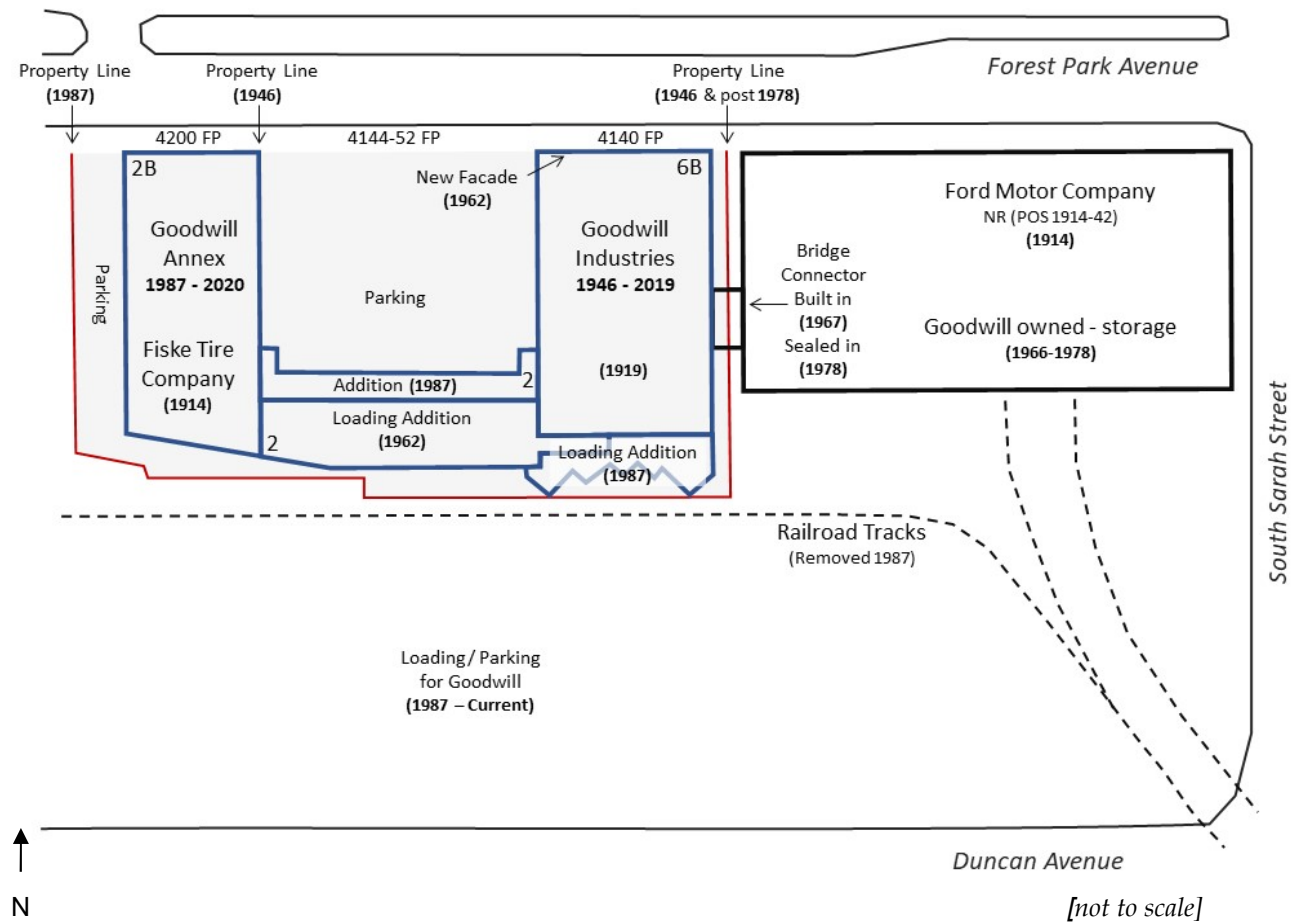 Forest Park Avenue
Property Line
(1987)
Property Line
(1946)
Property Line
(1946 & post 1978)
4200 FP
4144-52 FP
4140 FP
2B
New Facade
(1962)
6B
Goodwill
Annex
1987 - 2020
Parking
Parking
Goodwill
Industries
1946 - 2019
Ford Motor Company
NR (POS 1914-42)
(1914)
Bridge
Connector
Built in
(1967)
Sealed in
(1978)
Goodwill owned - storage
(1966-1978)
Fiske Tire
Company
(1914)
(1919)
Addition (1987)
2
Loading Addition
(1962)
2
Loading Addition
(1987)
South Sarah Street
Railroad Tracks
(Removed 1987)
Loading / Parking
for Goodwill
(1987 – Current)
Duncan Avenue
N
[not to scale]